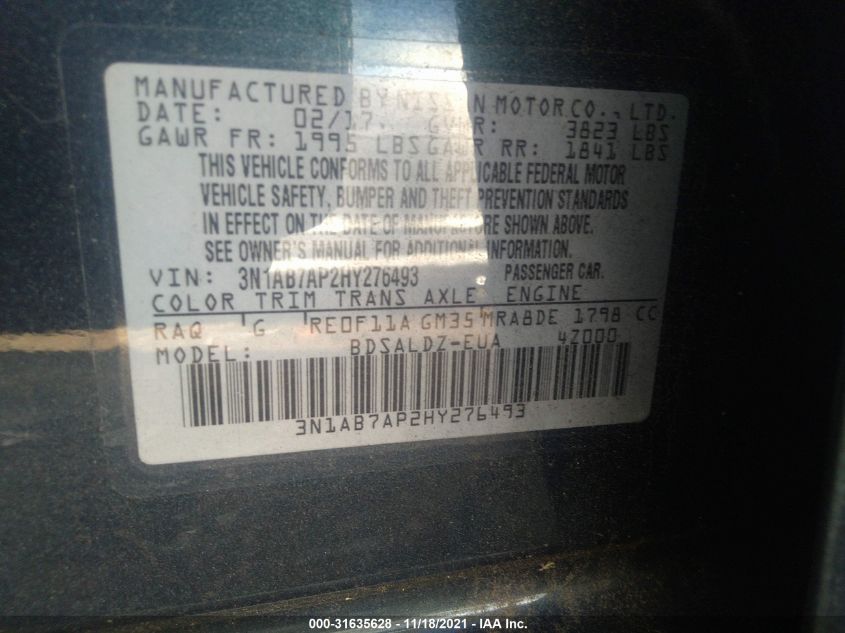 MANUFACTURED BY NISSAN MOTOR CO., LTD.
DATE: 02/17 GVWR: 3823 LBS
GAWR FR: 1995 LBS GAWR RR: 1841 LBS
THIS VEHICLE CONFORMS TO ALL APPLICABLE FEDERAL MOTOR
VEHICLE SAFETY, BUMPER AND THEFT PREVENTION STANDARDS
IN EFFECT ON THE DATE OF MANUFACTURE SHOWN ABOVE.
SEE OWNER'S MANUAL FOR ADDITIONAL INFORMATION.
VIN: 3N1AB7AP2HY276493 PASSENGER CAR.
COLOR TRIM TRANS AXLE ENGINE
RAQ G RE0F11A GM35 MRA8DE 1798 CC
MODEL: BDSALDZ-EUA 4Z000
3N1AB7AP2HY276493
000-31635628 — 11/18/2021 — IAA Inc.